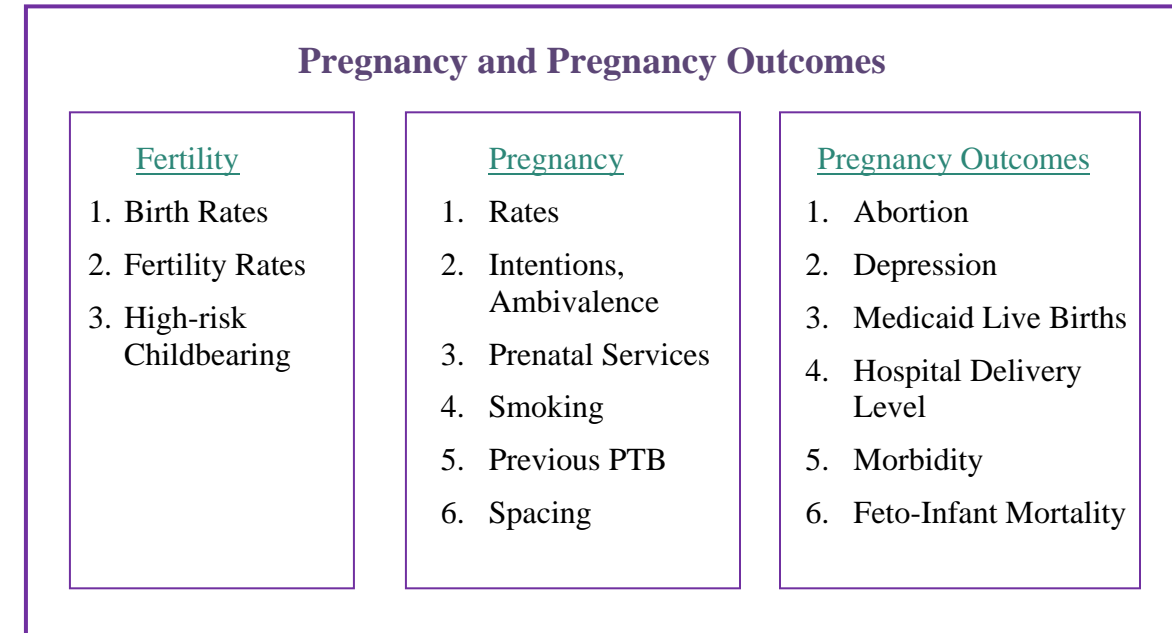 Pregnancy and Pregnancy Outcomes
Fertility
1. Birth Rates
2. Fertility Rates
3. High-risk
Childbearing
Pregnancy
1. Rates
2. Intentions,
Ambivalence
3. Prenatal Services
4. Smoking
5. Previous PTB
6. Spacing
Pregnancy Outcomes
1. Abortion
2. Depression
3. Medicaid Live Births
4. Hospital Delivery
Level
5. Morbidity
6. Feto-Infant Mortality